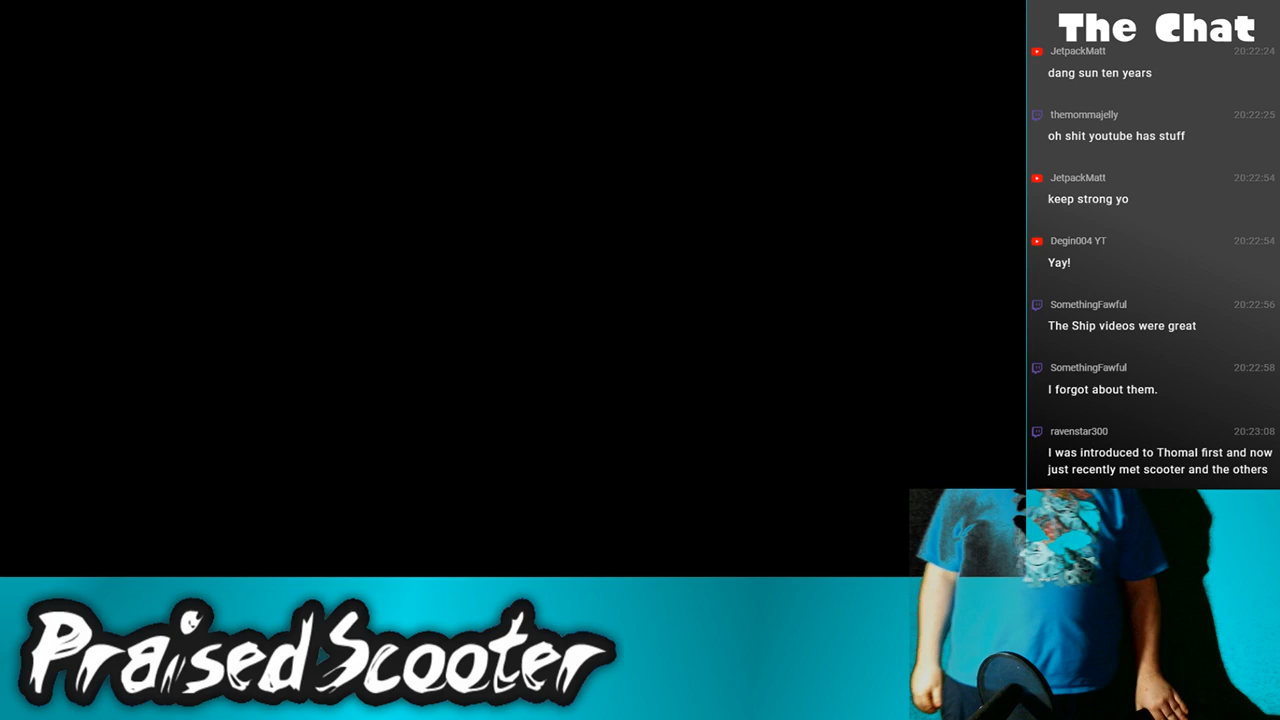 The Chat
JetpackMatt 20:22:24
dang sun ten years
themommajelly 20:22:25
oh shit youtube has stuff
JetpackMatt 20:22:54
keep strong yo
Degin004 YT 20:22:54
Yay!
SomethingFawful 20:22:56
The Ship videos were great
SomethingFawful 20:22:58
I forgot about them.
ravenstar300 20:23:08
I was introduced to Thomal first and now
just recently met scooter and the others
PraisedScooter